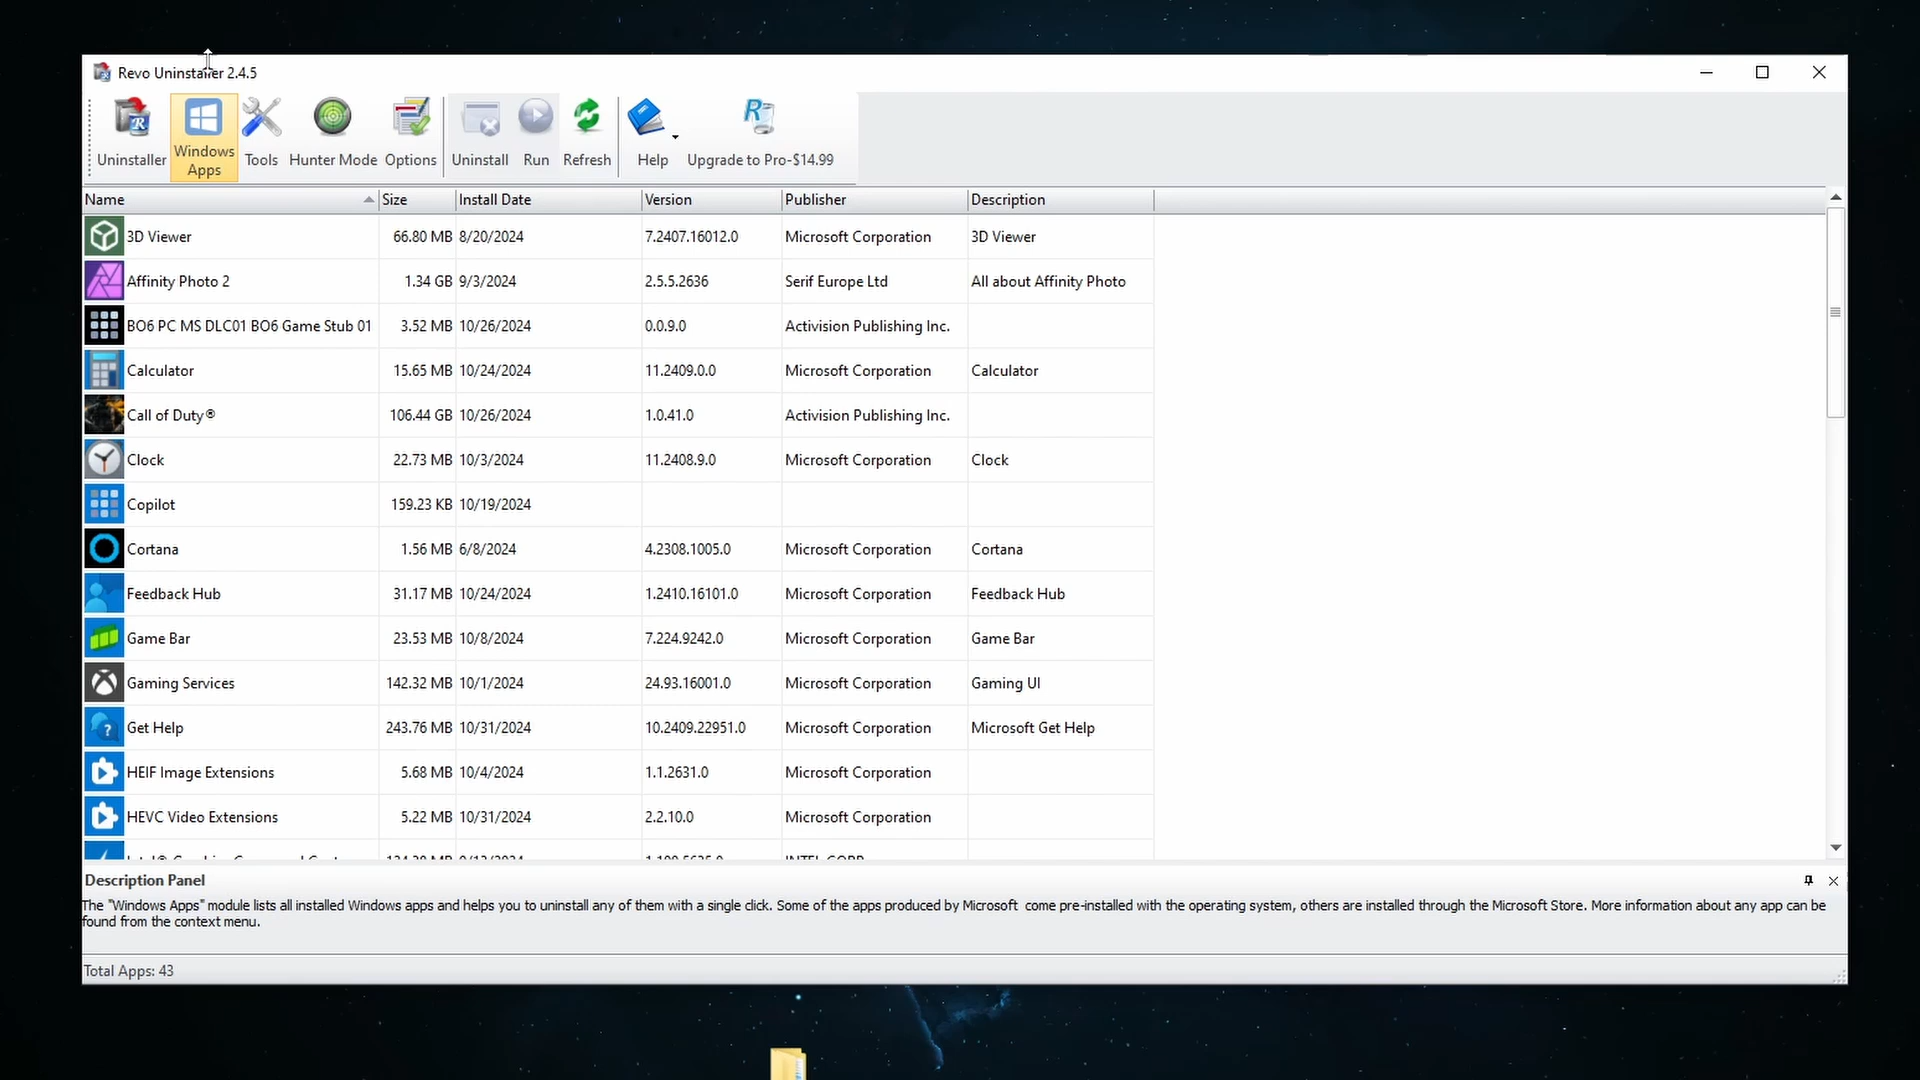 Revo Uninstaller 2.4.5
Uninstaller
Windows Apps
Tools
Hunter Mode
Options
Uninstall
Run
Refresh
Help
Upgrade to Pro-$14.99
Name Size Install Date Version Publisher Description
3D Viewer 66.80 MB 8/20/2024 7.2407.16012.0 Microsoft Corporation 3D Viewer
Affinity Photo 2 1.34 GB 9/3/2024 2.5.5.2636 Serif Europe Ltd All about Affinity Photo
BO6 PC MS DLC01 BO6 Game Stub 01 3.52 MB 10/26/2024 0.0.9.0 Activision Publishing Inc.
Calculator 15.65 MB 10/24/2024 11.2409.0.0 Microsoft Corporation Calculator
Call of Duty® 106.44 GB 10/26/2024 1.0.41.0 Activision Publishing Inc.
Clock 22.73 MB 10/3/2024 11.2408.9.0 Microsoft Corporation Clock
Copilot 159.23 KB 10/19/2024
Cortana 1.56 MB 6/8/2024 4.2308.1005.0 Microsoft Corporation Cortana
Feedback Hub 31.17 MB 10/24/2024 1.2410.16101.0 Microsoft Corporation Feedback Hub
Game Bar 23.53 MB 10/8/2024 7.224.9242.0 Microsoft Corporation Game Bar
Gaming Services 142.32 MB 10/1/2024 24.93.16001.0 Microsoft Corporation Gaming UI
Get Help 243.76 MB 10/31/2024 10.2409.22951.0 Microsoft Corporation Microsoft Get Help
HEIF Image Extensions 5.68 MB 10/4/2024 1.1.2631.0 Microsoft Corporation
HEVC Video Extensions 5.22 MB 10/31/2024 2.2.10.0 Microsoft Corporation
Description Panel
The "Windows Apps" module lists all installed Windows apps and helps you to uninstall any of them with a single click. Some of the apps produced by Microsoft come pre-installed with the operating system, others are installed through the Microsoft Store. More information about any app can be
found from the context menu.
Total Apps: 43